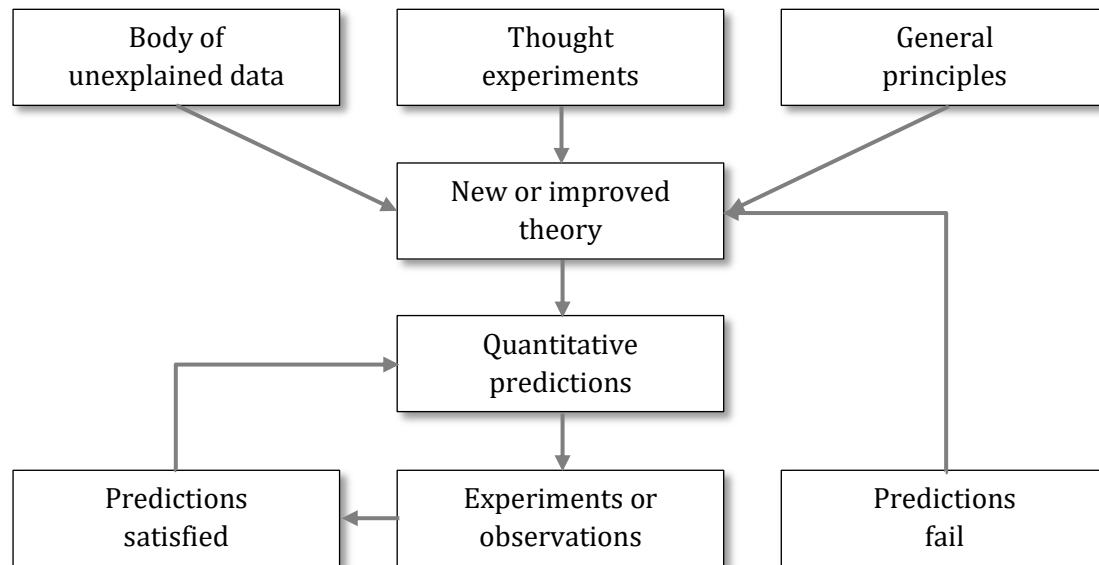 Body of
unexplained data
Thought
experiments
General
principles
New or improved
theory
Quantitative
predictions
Predictions
satisfied
Experiments or
observations
Predictions
fail